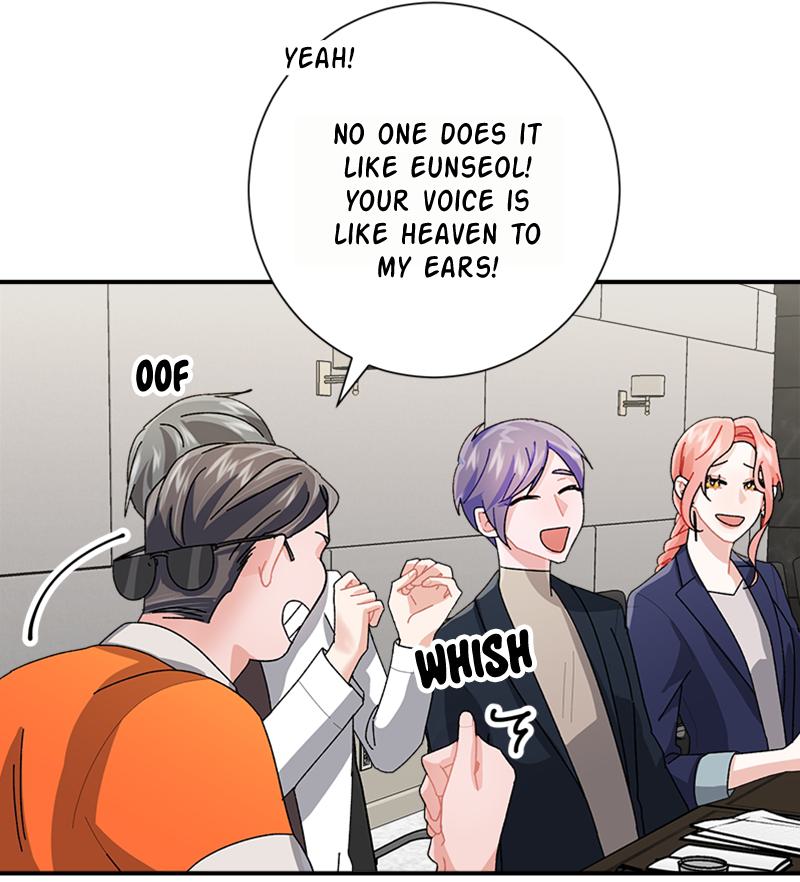 YEAH!
NO ONE DOES IT
LIKE EUNSEOL!
YOUR VOICE IS
LIKE HEAVEN TO
MY EARS!
OOF
WHISH